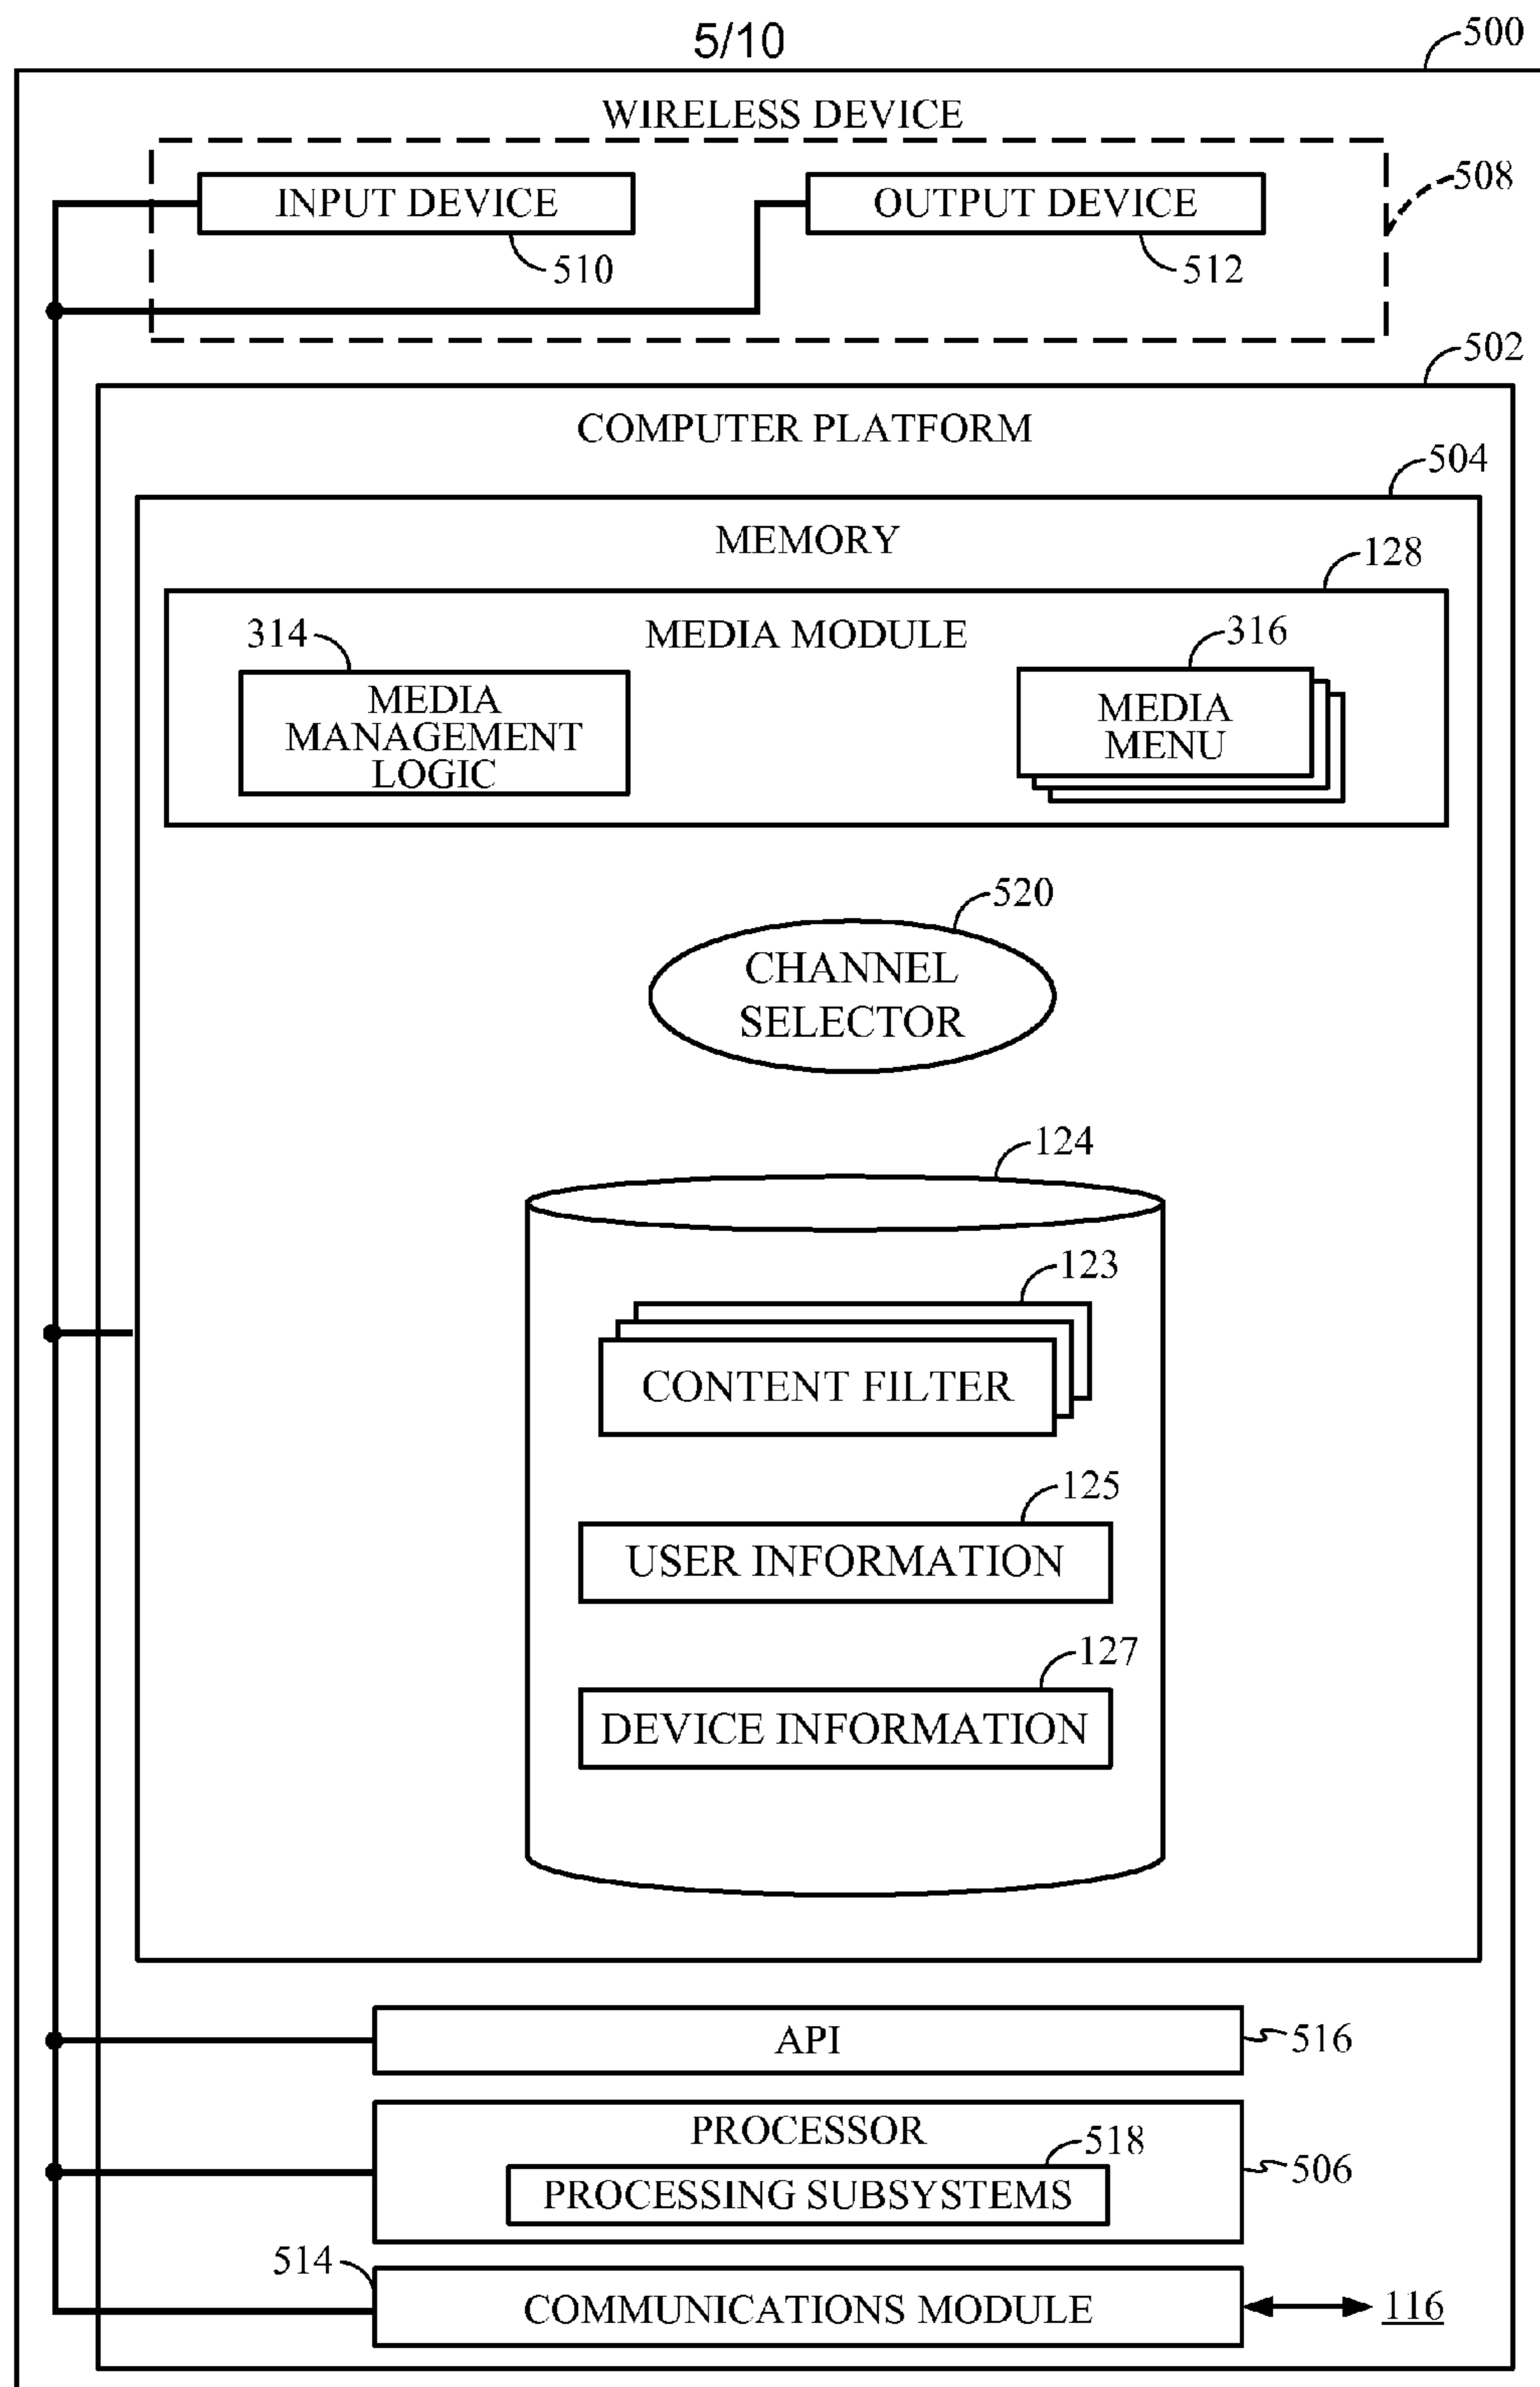 5/10
500
WIRELESS DEVICE
INPUT DEVICE
OUTPUT DEVICE
508
510
512
502
COMPUTER PLATFORM
504
MEMORY
128
314
MEDIA MODULE
316
MEDIA
MANAGEMENT
LOGIC
MEDIA
MENU
520
CHANNEL
SELECTOR
124
123
CONTENT FILTER
125
USER INFORMATION
127
DEVICE INFORMATION
API
516
PROCESSOR
518
PROCESSING SUBSYSTEMS
506
514
COMMUNICATIONS MODULE
116